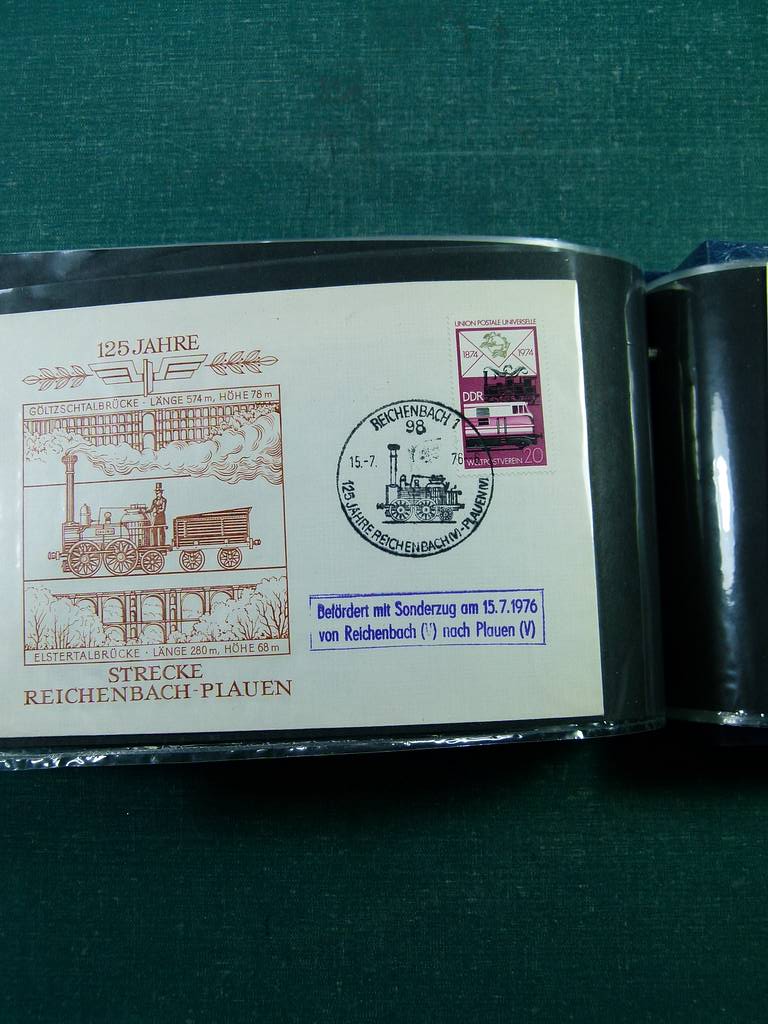 125 JAHRE
GÖLTZSCHTALBRÜCKE · LÄNGE 574 m, HÖHE 78 m
ELSTERTALBRÜCKE · LÄNGE 280 m, HÖHE 68 m
STRECKE
REICHENBACH-PLAUEN
UNION POSTALE UNIVERSELLE
1874 1974
DDR
WELTPOSTVEREIN 20
REICHENBACH 1
98
15.-7. 76
125 JAHRE REICHENBACH (V)-PLAUEN (V)
Befördert mit Sonderzug am 15.7.1976
von Reichenbach (V) nach Plauen (V)